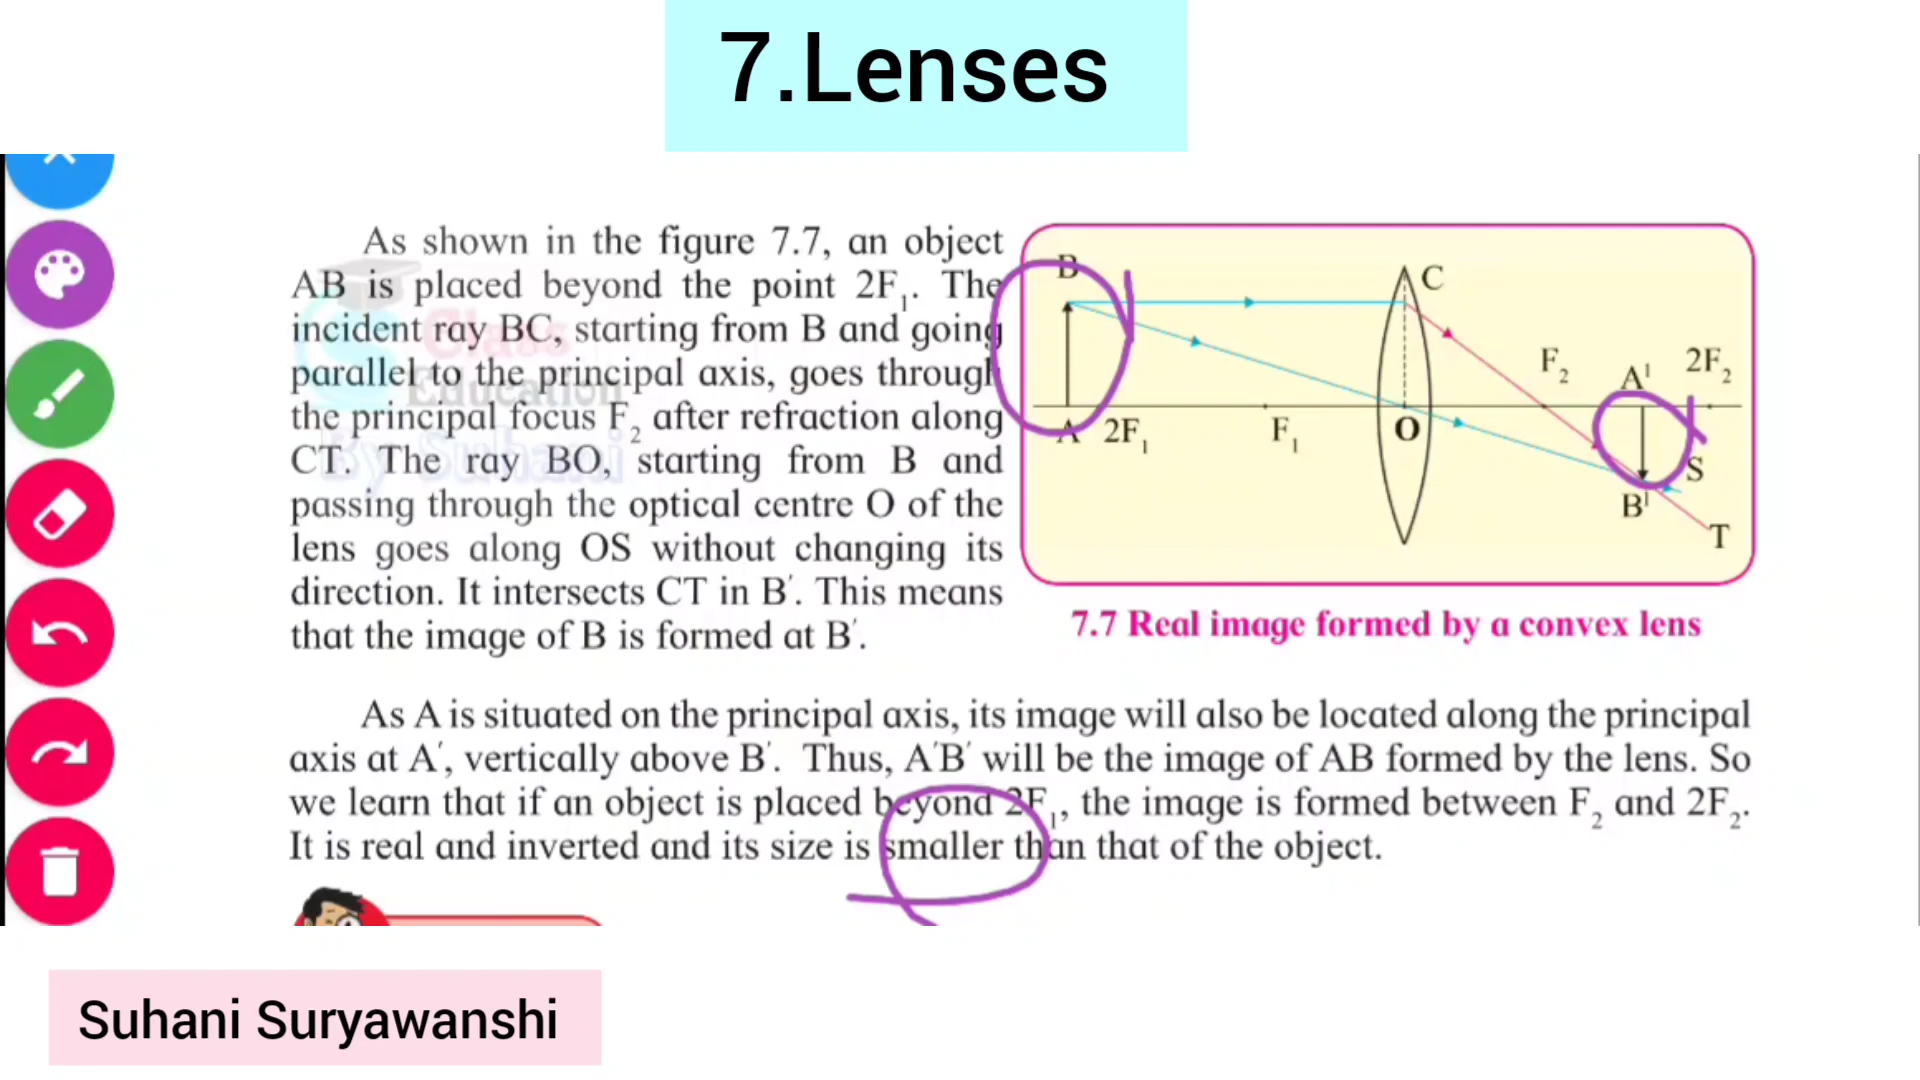 7.Lenses
As shown in the figure 7.7, an object
AB is placed beyond the point 2F₁. The
incident ray BC, starting from B and going
parallel to the principal axis, goes through
the principal focus F₂ after refraction along
CT. The ray BO, starting from B and
passing through the optical centre O of the
lens goes along OS without changing its
direction. It intersects CT in B′. This means
that the image of B is formed at B′.
Class
Education
By Suhani
B
C
F₂
A¹
2F₂
A
2F₁
F₁
O
S
B¹
T
7.7 Real image formed by a convex lens
As A is situated on the principal axis, its image will also be located along the principal
axis at A′, vertically above B′. Thus, A′B′ will be the image of AB formed by the lens. So
we learn that if an object is placed beyond 2F₁, the image is formed between F₂ and 2F₂.
It is real and inverted and its size is smaller than that of the object.
Suhani Suryawanshi